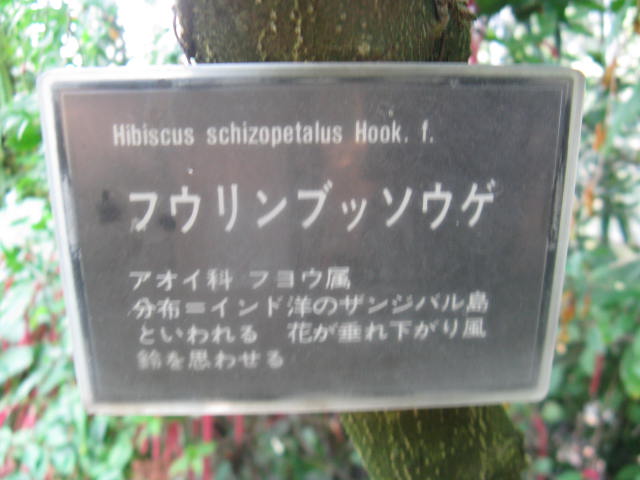 Hibiscus schizopetalus Hook. f.
フウリンブッソウゲ
アオイ科 フヨウ属
分布＝インド洋のザンジバル島
といわれる 花が垂れ下がり風
鈴を思わせる